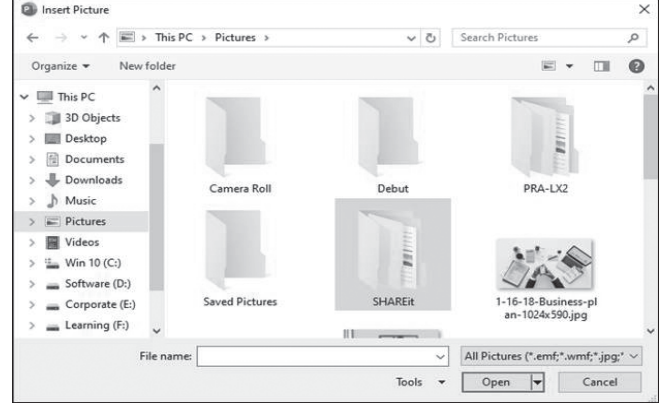 Insert Picture
This PC > Pictures >
Search Pictures
Organize
New folder
This PC
3D Objects
Desktop
Documents
Downloads
Music
Pictures
Videos
Win 10 (C:)
Software (D:)
Corporate (E:)
Learning (F:)
Camera Roll
Debut
PRA-LX2
Saved Pictures
SHAREit
1-16-18-Business-pl
an-1024x590.jpg
File name:
All Pictures (*.emf;*.wmf;*.jpg;*
Tools
Open
Cancel